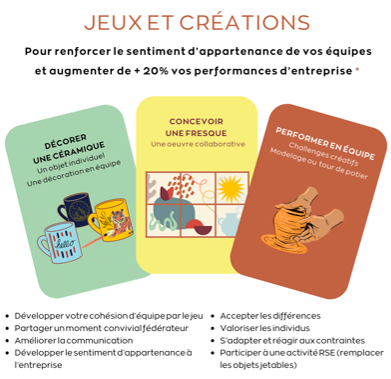 JEUX ET CRÉATIONS
Pour renforcer le sentiment d'appartenance de vos équipes
et augmenter de + 20% vos performances d'entreprise *
DÉCORER
UNE CÉRAMIQUE
Un objet individuel
Une décoration en équipe
hello
CONCEVOIR
UNE FRESQUE
Une oeuvre collaborative
PERFORMER EN ÉQUIPE
Challenges créatifs
Modelage au tour de potier
• Développer votre cohésion d'équipe par le jeu
• Partager un moment convivial fédérateur
• Améliorer la communication
• Développer le sentiment d'appartenance à
l'entreprise
• Accepter les différences
• Valoriser les individus
• S'adapter et réagir aux contraintes
• Participer à une activité RSE (remplacer
les objets jetables)